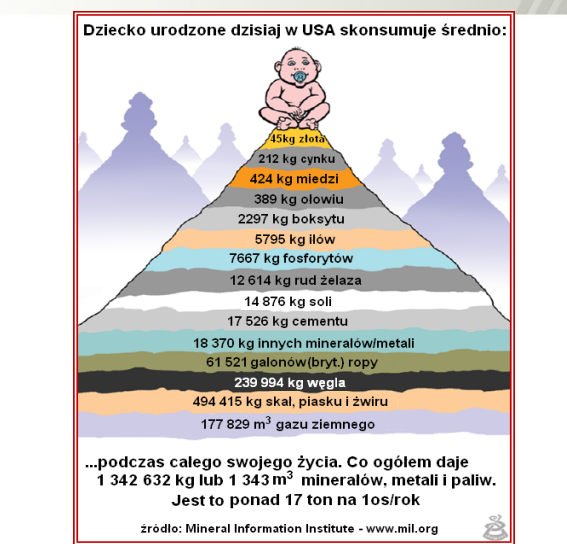 Dziecko urodzone dzisiaj w USA skonsumuje średnio:
45kg złota
212 kg cynku
424 kg miedzi
389 kg ołowiu
2297 kg boksytu
5795 kg iłów
7667 kg fosforytów
12 614 kg rud żelaza
14 876 kg soli
17 526 kg cementu
18 370 kg innych minerałów/metali
61 521 galonów(bryt.) ropy
239 994 kg węgla
494 415 kg skal, piasku i żwiru
177 829 m³ gazu ziemnego
...podczas calego swojego życia. Co ogółem daje
1 342 632 kg lub 1 343 m³ minerałów, metali i paliw.
Jest to ponad 17 ton na 1os/rok
źródło: Mineral Information Institute - www.mil.org